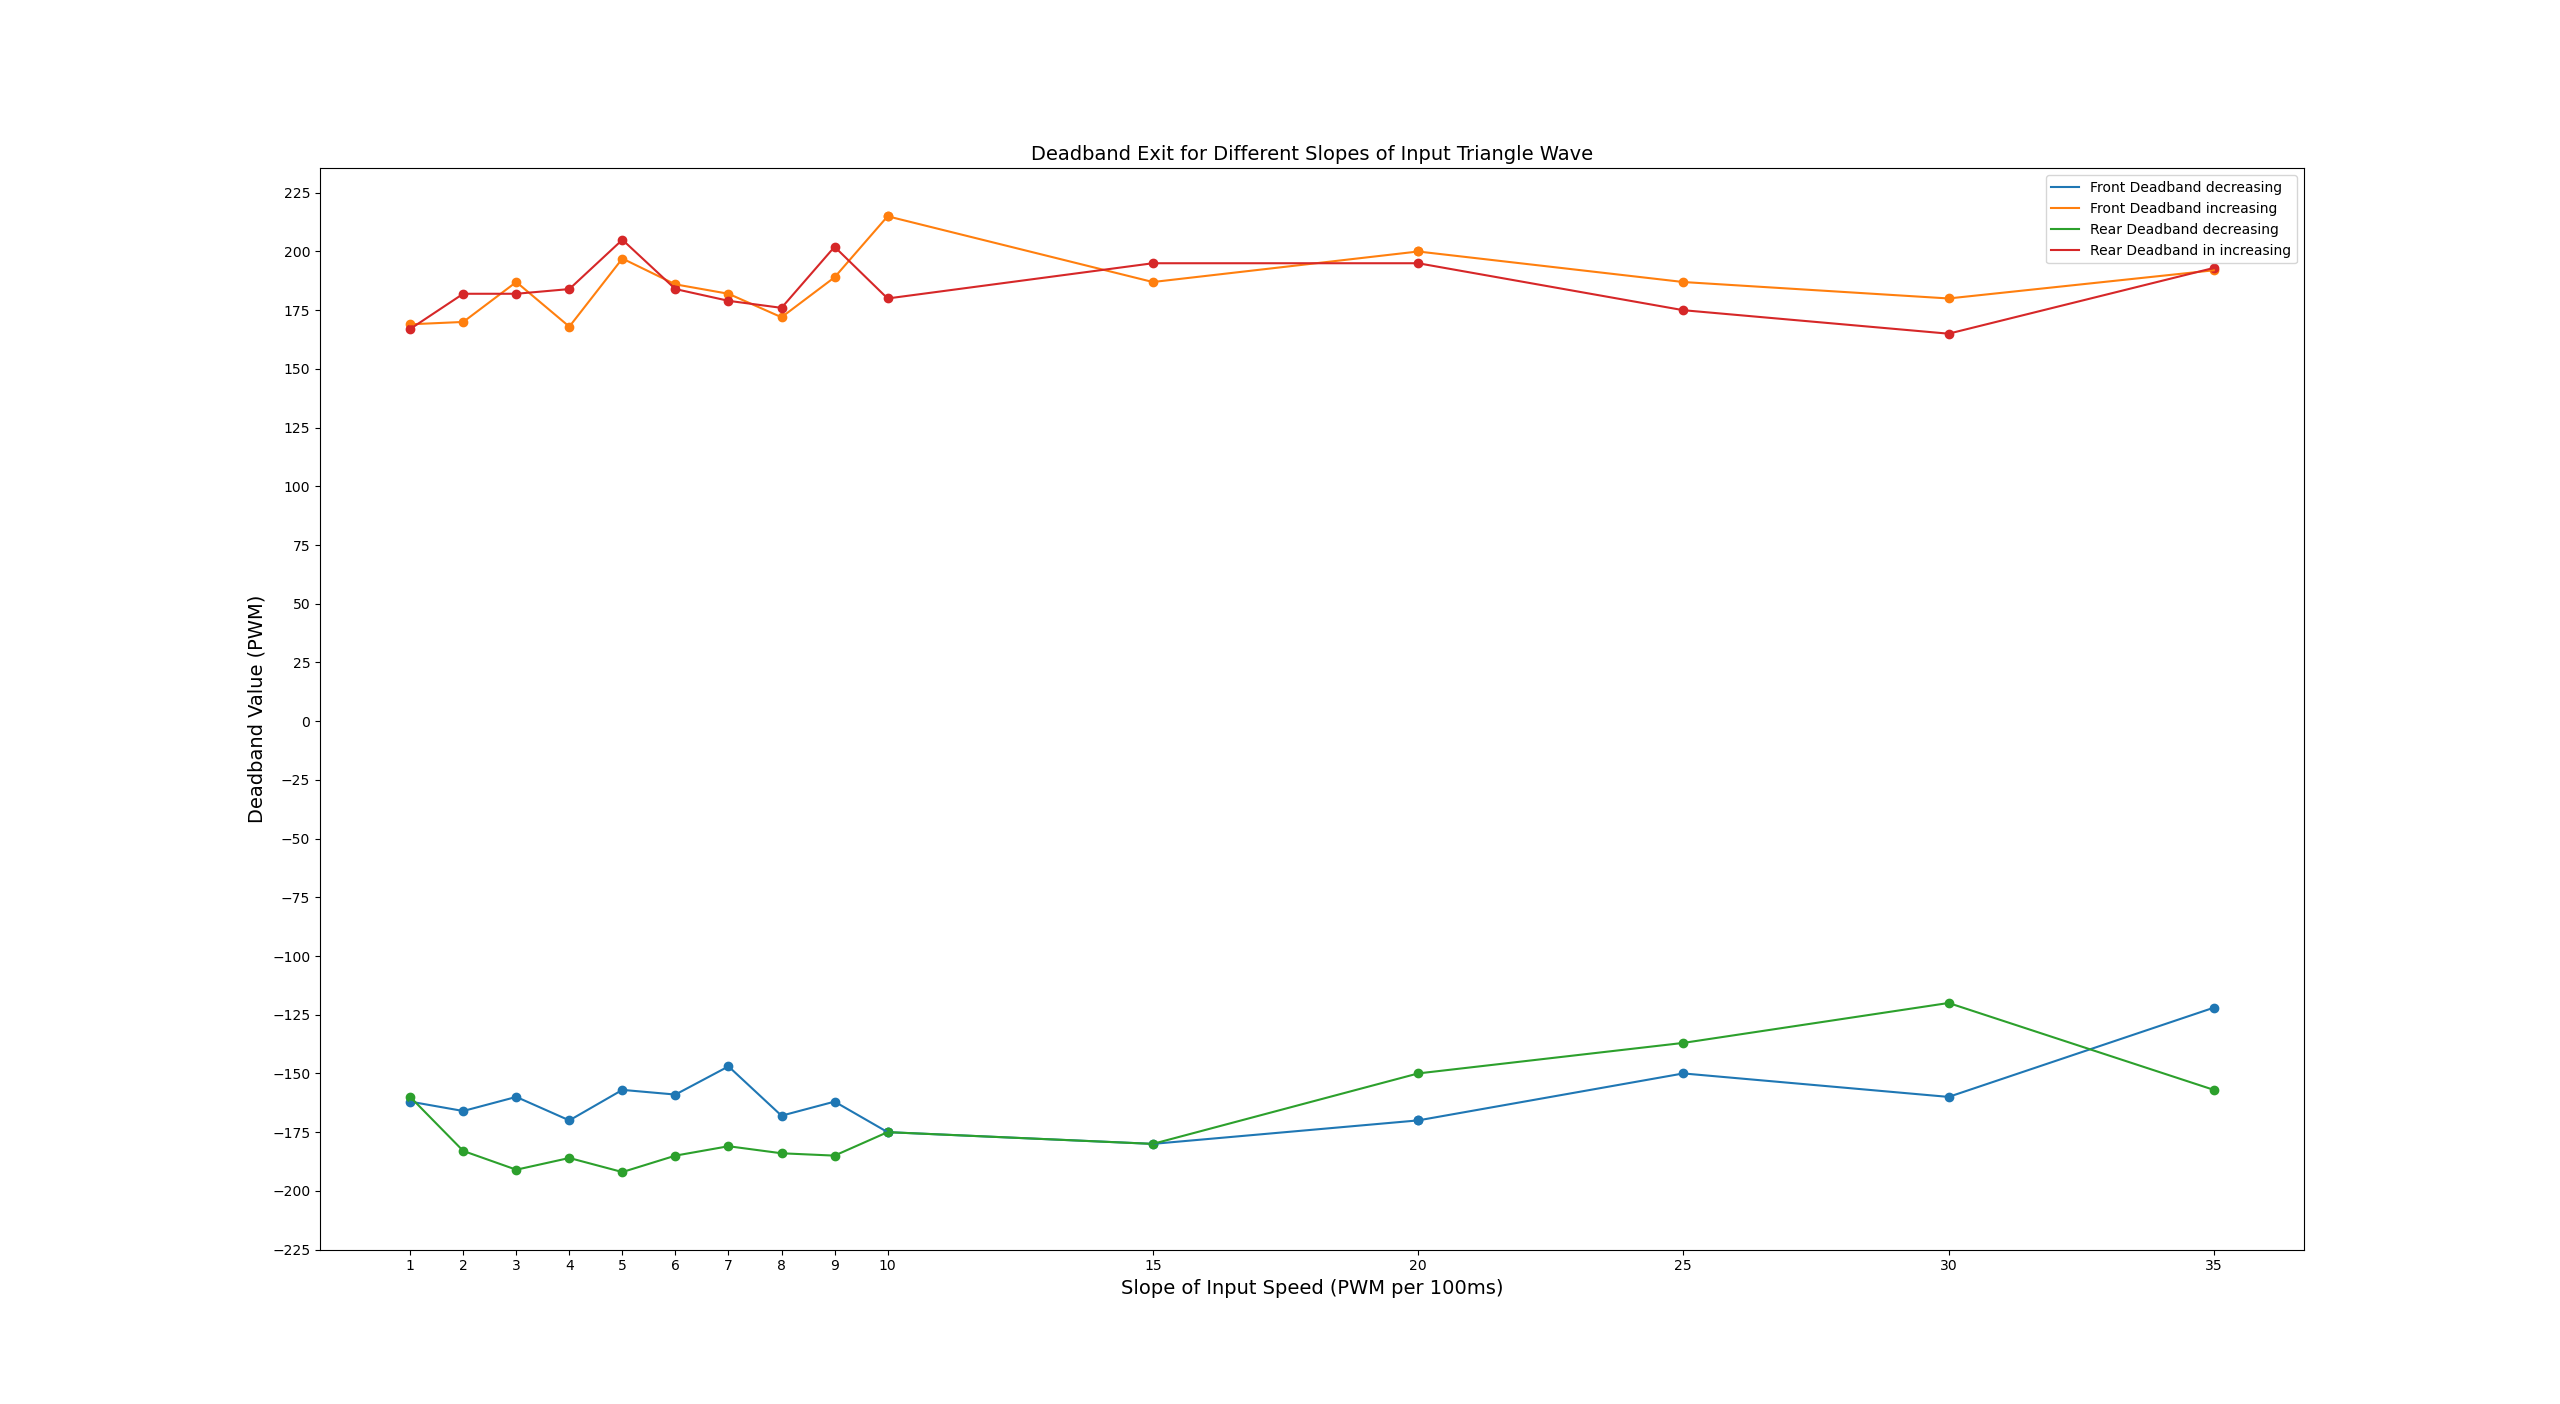 Deadband Exit for Different Slopes of Input Triangle Wave
Front Deadband decreasing
Front Deadband increasing
Rear Deadband decreasing
Rear Deadband in increasing
225
200
175
150
125
100
75
50
25
0
−25
−50
−75
−100
−125
−150
−175
−200
−225
Deadband Value (PWM)
1 2 3 4 5 6 7 8 9 10 15 20 25 30 35
Slope of Input Speed (PWM per 100ms)